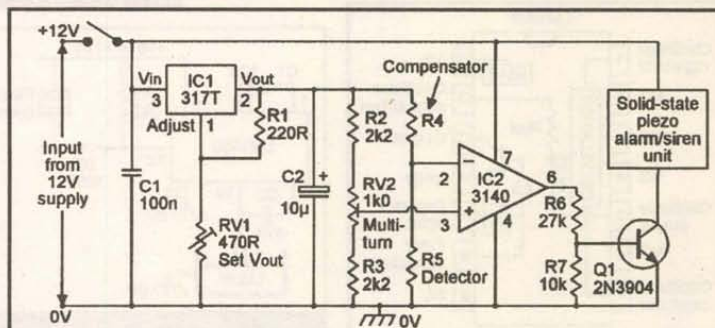 +12V
Vin
IC1
317T
Vout
3
2
Adjust
1
R1
220R
Input
from
12V
supply
C1
100n
RV1
470R
Set Vout
C2
+
10µ
R2
2k2
RV2
1k0
Multi-
turn
R3
2k2
Compensator
R4
2
−
7
IC2
3140
6
3
+
4
R5
Detector
R6
27k
R7
10k
Q1
2N3904
Solid-state
piezo
alarm/siren
unit
0V
0V